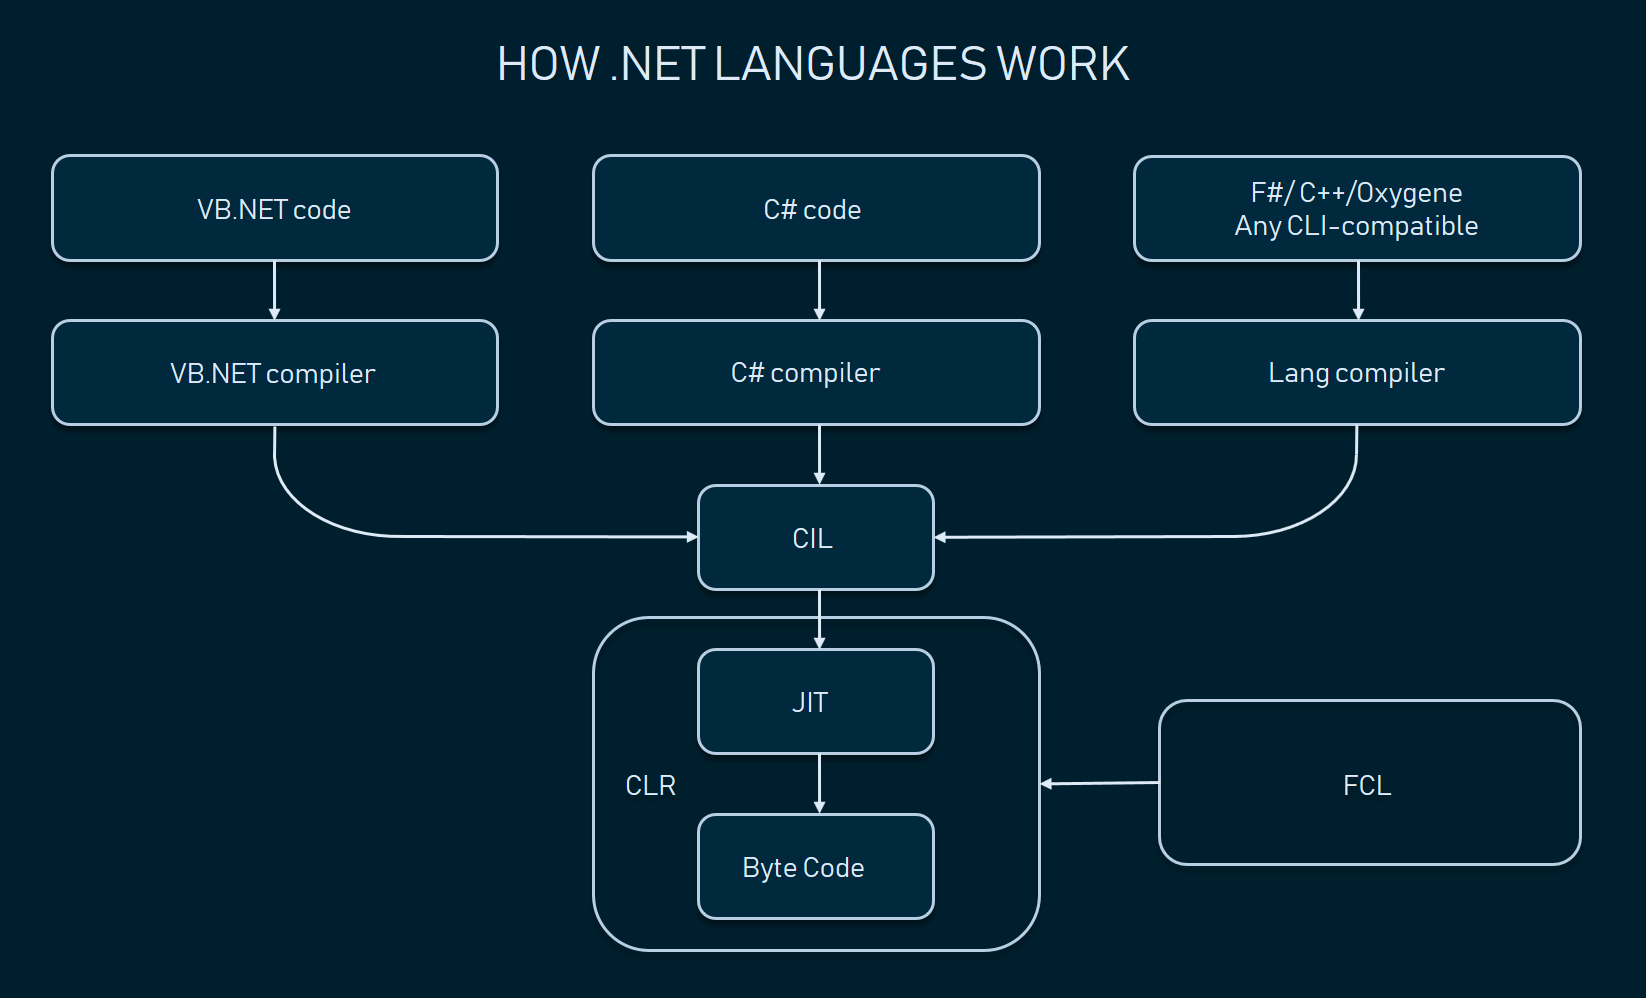 HOW .NET LANGUAGES WORK
VB.NET code
C# code
F#/ C++/Oxygene
Any CLI-compatible
VB.NET compiler
C# compiler
Lang compiler
CIL
JIT
CLR
FCL
Byte Code